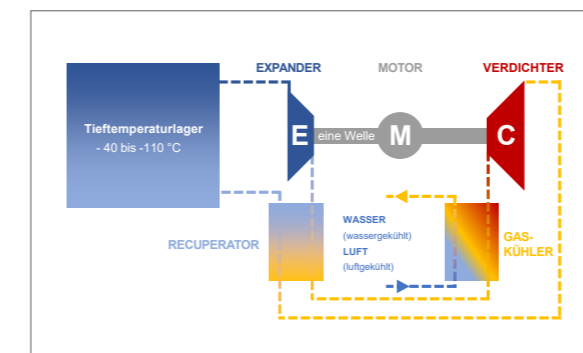 EXPANDER
MOTOR
VERDICHTER
Tieftemperaturlager
- 40 bis -110 °C
E
eine Welle
M
C
RECUPERATOR
WASSER
(wassergekühlt)
LUFT
(luftgekühlt)
GAS-
KÜHLER